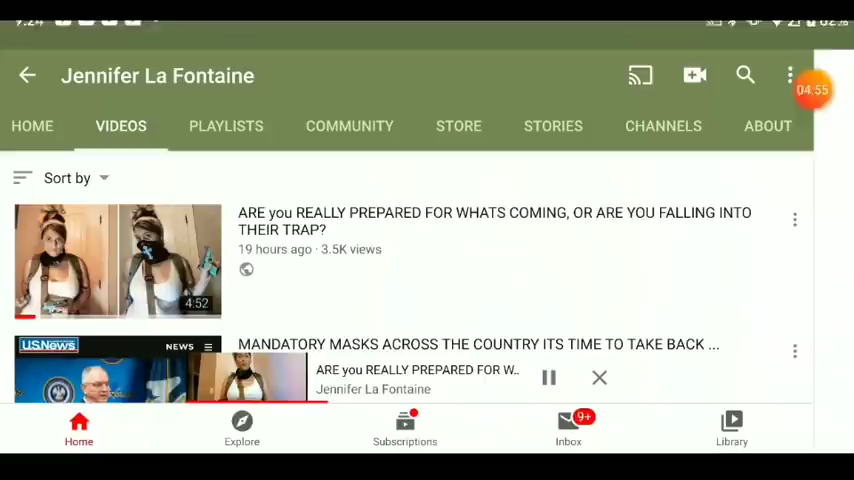 9:24
62%
Jennifer La Fontaine
04:55
HOME VIDEOS PLAYLISTS COMMUNITY STORE STORIES CHANNELS ABOUT
Sort by
ARE you REALLY PREPARED FOR WHATS COMING, OR ARE YOU FALLING INTO
THEIR TRAP?
19 hours ago · 3.5K views
4:52
U.S.News NEWS
MANDATORY MASKS ACROSS THE COUNTRY ITS TIME TO TAKE BACK ...
ARE you REALLY PREPARED FOR W..
Jennifer La Fontaine
9+
Home Explore Subscriptions Inbox Library